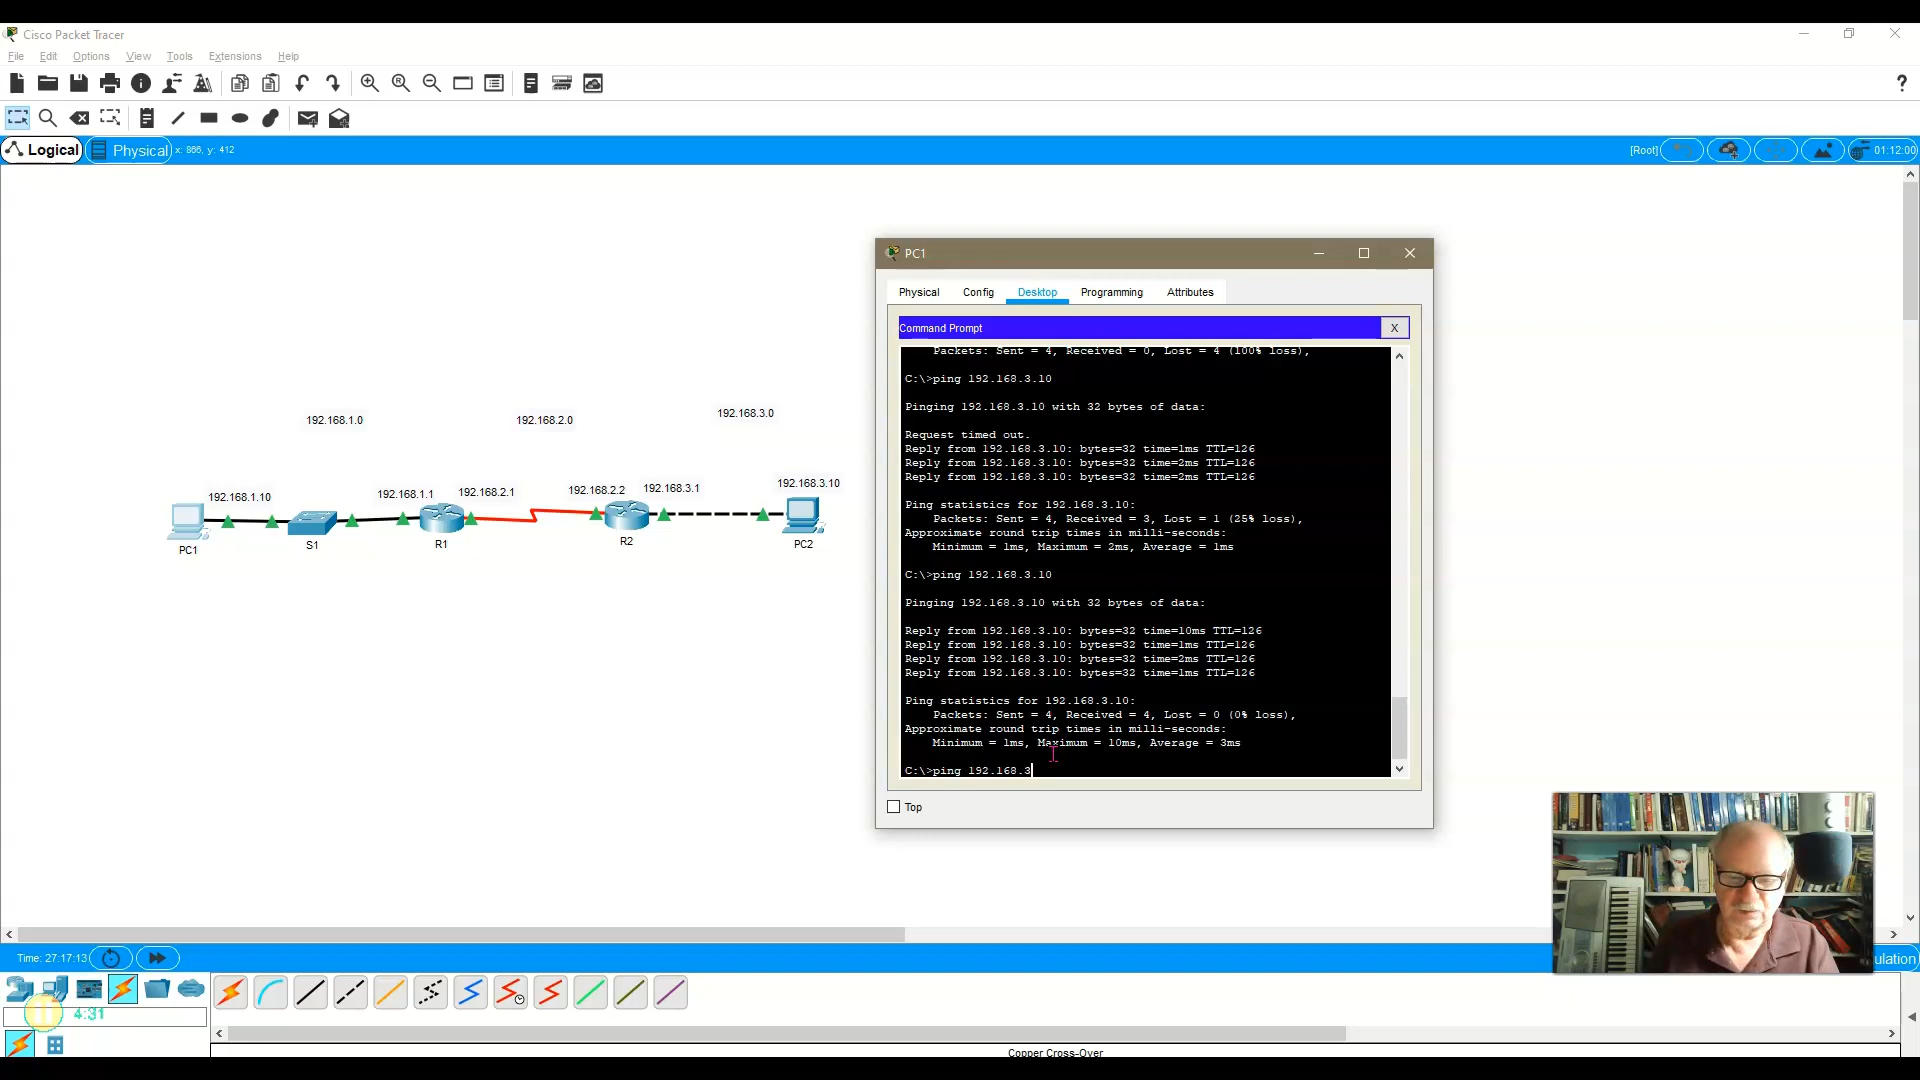 Cisco Packet Tracer
File Edit Options View Tools Extensions Help
Logical Physical x: 866, y: 412
[Root] 01:12:00
192.168.1.0
192.168.2.0
192.168.3.0
192.168.1.10
192.168.1.1
192.168.2.1
192.168.2.2
192.168.3.1
192.168.3.10
PC1
S1
R1
R2
PC2
PC1
Physical Config Desktop Programming Attributes
Command Prompt X
Packets: Sent = 4, Received = 0, Lost = 4 (100% loss),
C:\>ping 192.168.3.10
Pinging 192.168.3.10 with 32 bytes of data:
Request timed out.
Reply from 192.168.3.10: bytes=32 time=1ms TTL=126
Reply from 192.168.3.10: bytes=32 time=2ms TTL=126
Reply from 192.168.3.10: bytes=32 time=2ms TTL=126
Ping statistics for 192.168.3.10:
Packets: Sent = 4, Received = 3, Lost = 1 (25% loss),
Approximate round trip times in milli-seconds:
Minimum = 1ms, Maximum = 2ms, Average = 1ms
C:\>ping 192.168.3.10
Pinging 192.168.3.10 with 32 bytes of data:
Reply from 192.168.3.10: bytes=32 time=10ms TTL=126
Reply from 192.168.3.10: bytes=32 time=1ms TTL=126
Reply from 192.168.3.10: bytes=32 time=2ms TTL=126
Reply from 192.168.3.10: bytes=32 time=1ms TTL=126
Ping statistics for 192.168.3.10:
Packets: Sent = 4, Received = 4, Lost = 0 (0% loss),
Approximate round trip times in milli-seconds:
Minimum = 1ms, Maximum = 10ms, Average = 3ms
C:\>ping 192.168.3
Top
Time: 27:17:13
ulation
4:31
Copper Cross-Over